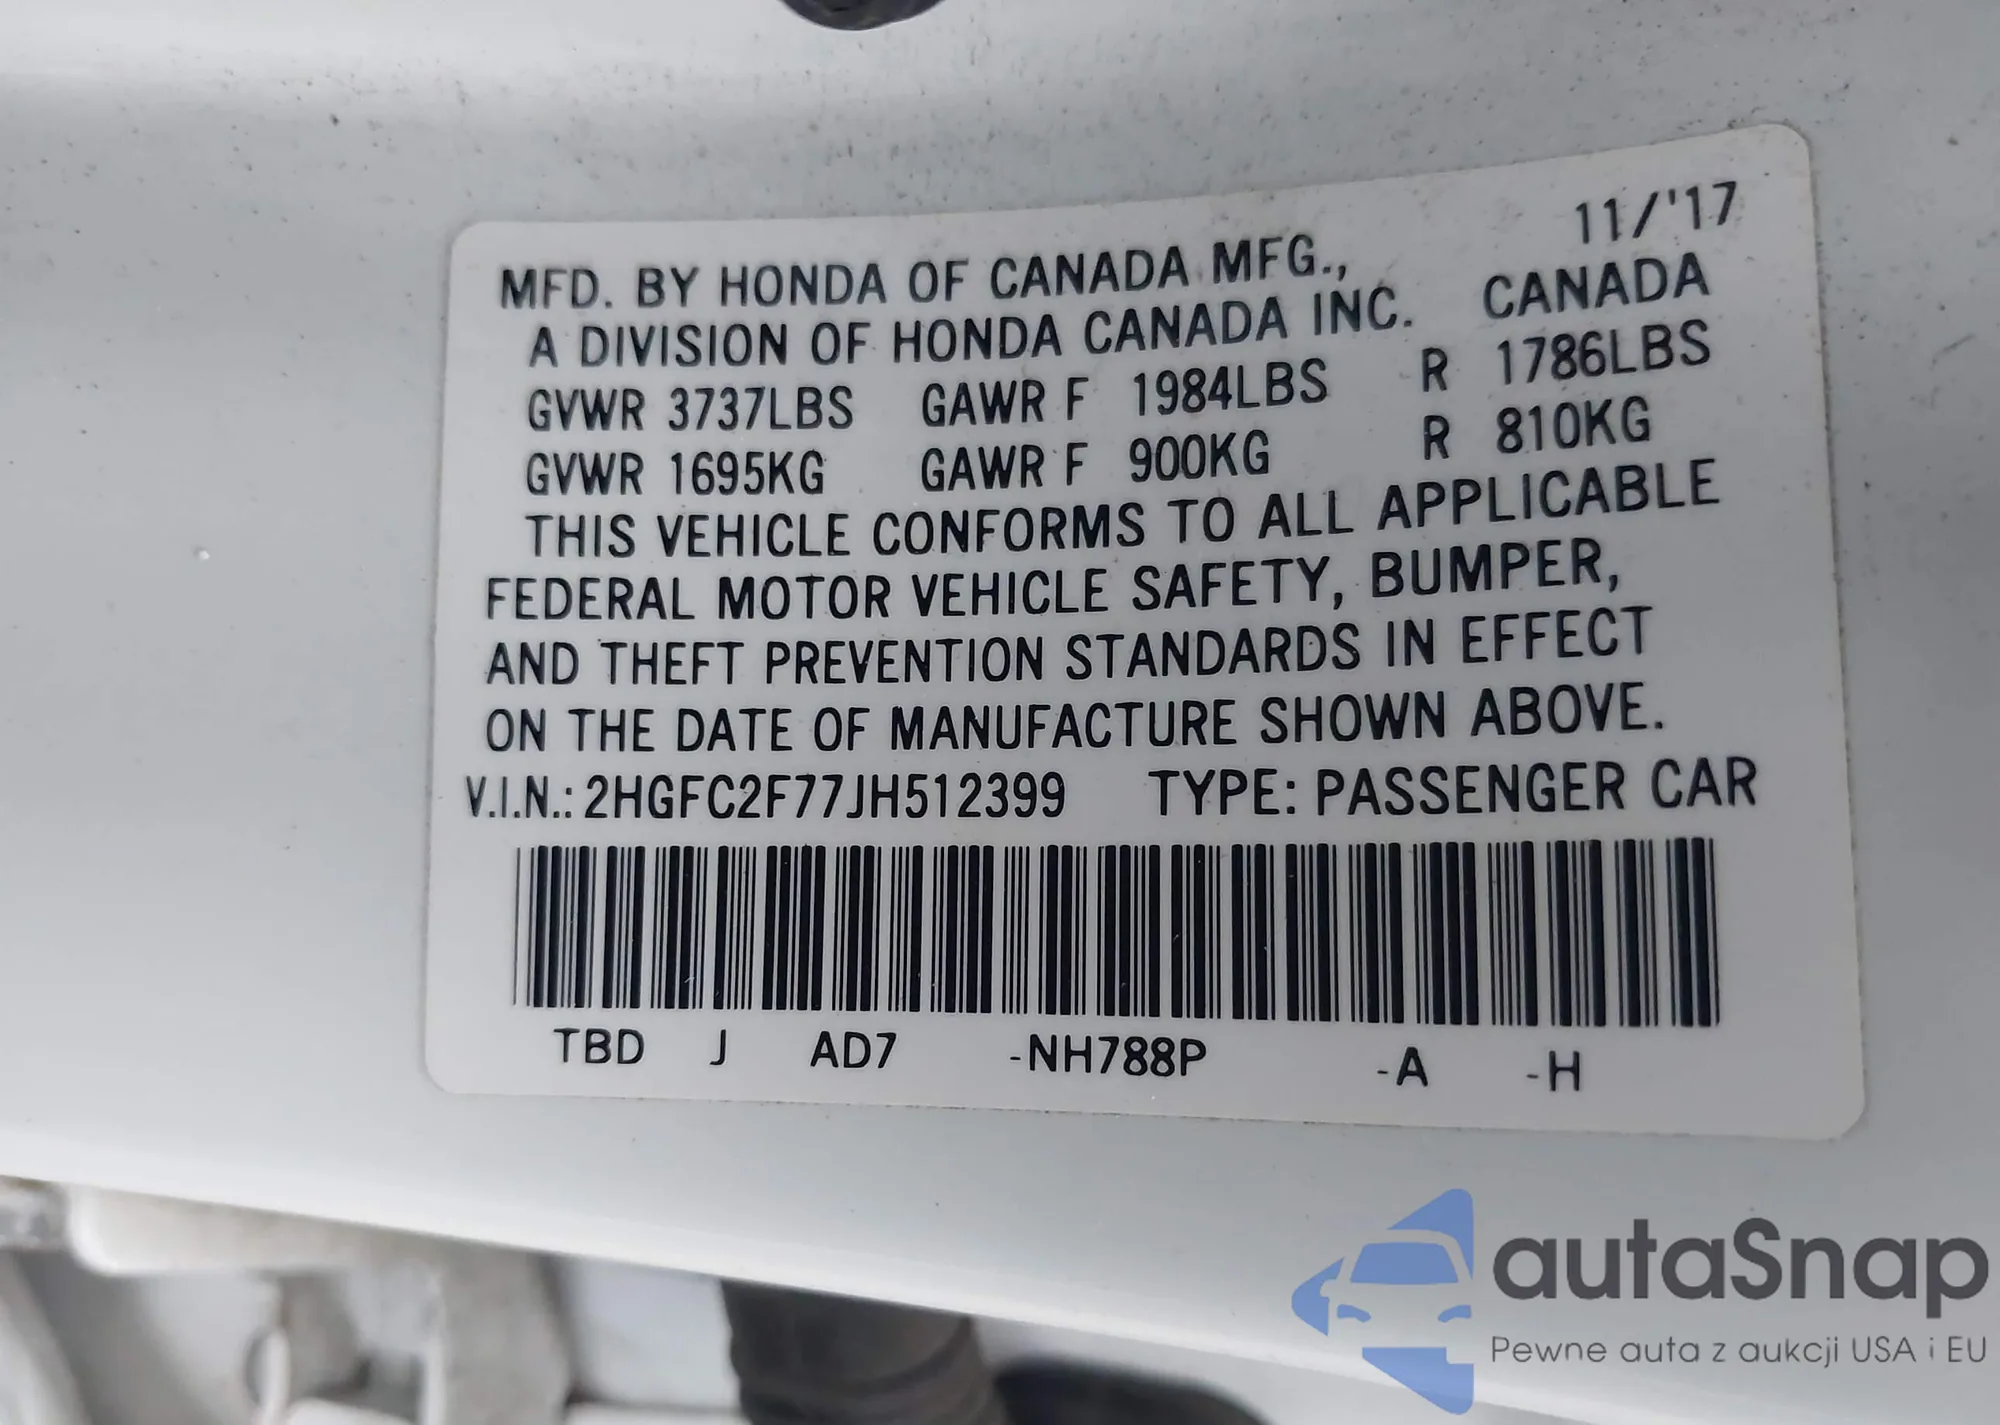 11/'17
MFD. BY HONDA OF CANADA MFG.,
A DIVISION OF HONDA CANADA INC. CANADA
GVWR 3737LBS GAWR F 1984LBS R 1786LBS
GVWR 1695KG GAWR F 900KG R 810KG
THIS VEHICLE CONFORMS TO ALL APPLICABLE
FEDERAL MOTOR VEHICLE SAFETY, BUMPER,
AND THEFT PREVENTION STANDARDS IN EFFECT
ON THE DATE OF MANUFACTURE SHOWN ABOVE.
V.I.N.: 2HGFC2F77JH512399 TYPE: PASSENGER CAR
TBD J AD7 -NH788P -A -H
autaSnap
Pewne auta z aukcji USA i EU